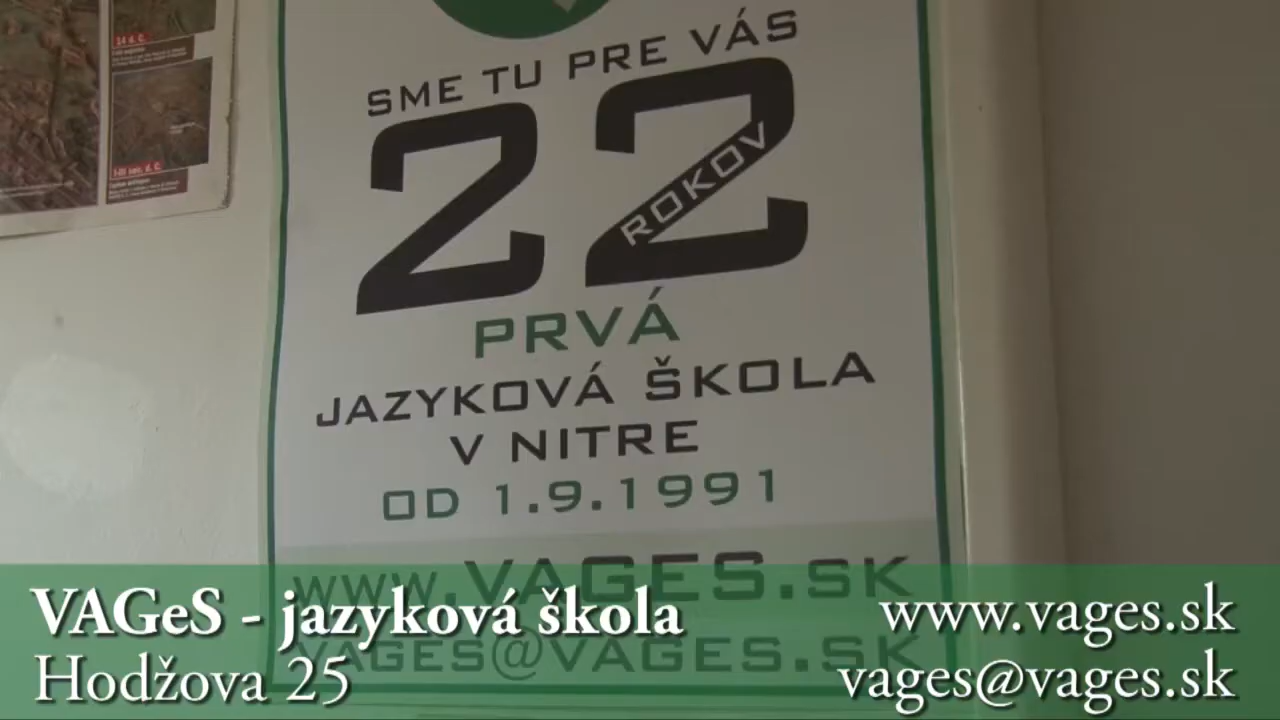 14 d. C.
SME TU PRE VÁS
22
ROKOV
PRVÁ
JAZYKOVÁ ŠKOLA
V NITRE
OD 1.9.1991
WWW.VAGES.SK
VAGES@VAGES.SK
VAGeS - jazyková škola
Hodžova 25
www.vages.sk
vages@vages.sk